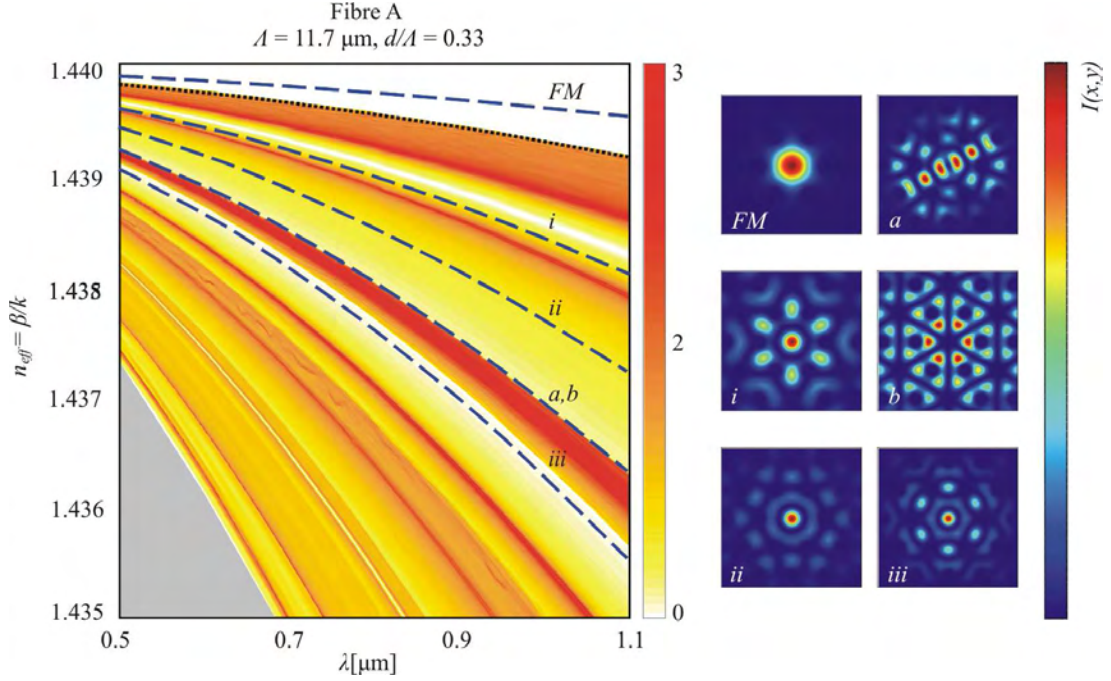 Fibre A
Λ = 11.7 μm, d/Λ = 0.33
1.440
1.439
1.438
1.437
1.436
1.435
n_eff = β/k
0.5
0.7
0.9
1.1
λ[μm]
FM
i
ii
a,b
iii
3
2
0
FM
a
i
b
ii
iii
I(x,y)